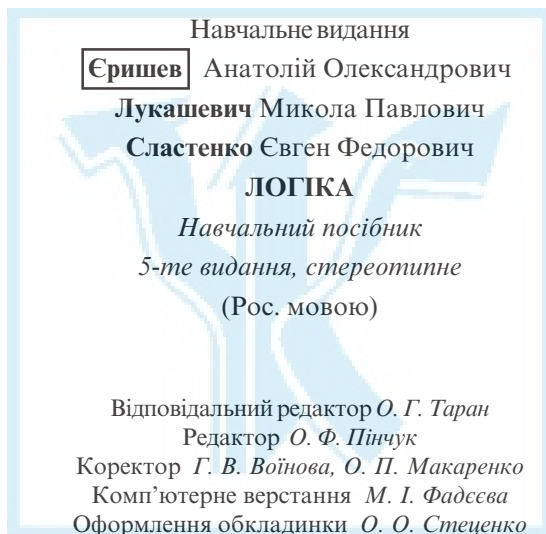 Навчальне видання
Єришев Анатолій Олександрович
Лукашевич Микола Павлович
Сластенко Євген Федорович
ЛОГІКА
Навчальний посібник
5-те видання, стереотипне
(Рос. мовою)
Відповідальний редактор О. Г. Таран
Редактор О. Ф. Пінчук
Коректор Г. В. Воїнова, О. П. Макаренко
Комп’ютерне верстання М. І. Фадєєва
Оформлення обкладинки О. О. Стеценко